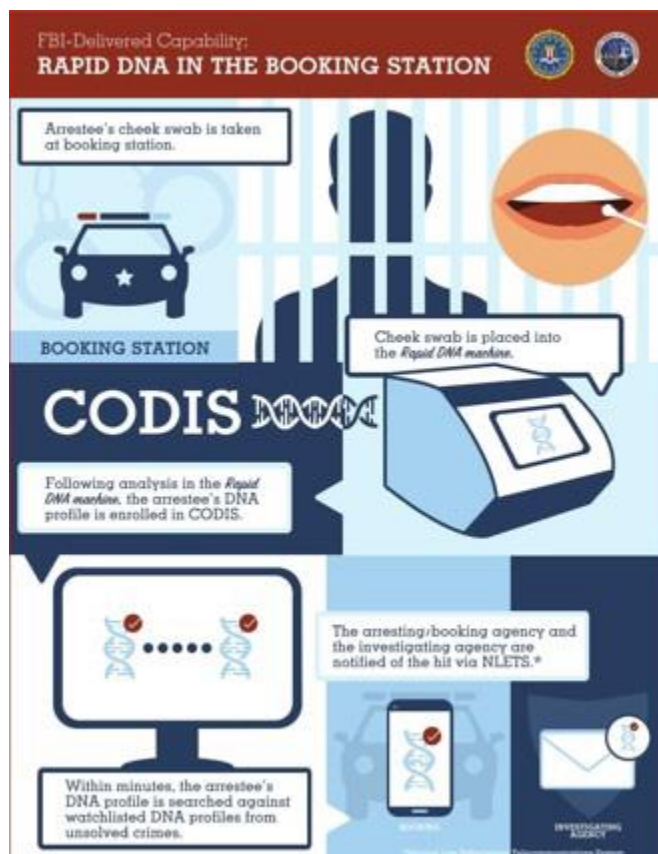 FBI-Delivered Capability:
RAPID DNA IN THE BOOKING STATION
Arrestee's cheek swab is taken
at booking station.
BOOKING STATION
Cheek swab is placed into
the Rapid DNA machine.
CODIS
Following analysis in the Rapid
DNA machine, the arrestee's DNA
profile is enrolled in CODIS.
The arresting/booking agency and
the investigating agency are
notified of the hit via NLETS.*
Within minutes, the arrestee's
DNA profile is searched against
watchlisted DNA profiles from
unsolved crimes.
BOOKING
INVESTIGATING
AGENCY